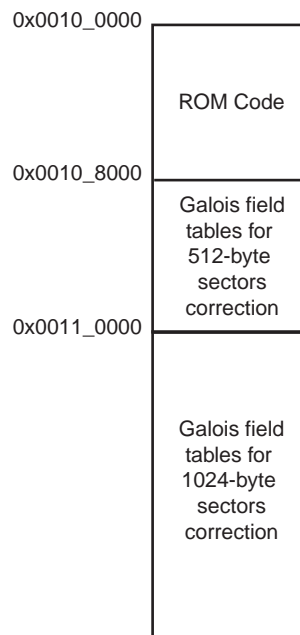 0x0010_0000
ROM Code
0x0010_8000
Galois field
tables for
512-byte
sectors
correction
0x0011_0000
Galois field
tables for
1024-byte
sectors
correction